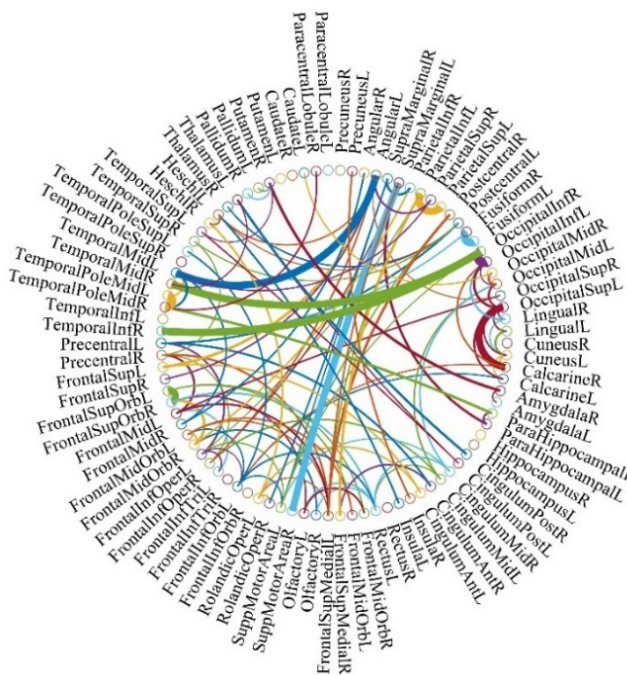 ParacentralLobuleL
PrecuneusR
PrecuneusL
AngularR
AngularL
SupraMarginalR
SupraMarginalL
ParietalInfR
ParietalInfL
ParietalSupR
ParietalSupL
PostcentralR
PostcentralL
FusiformR
FusiformL
OccipitalInfR
OccipitalInfL
OccipitalMidR
OccipitalMidL
OccipitalSupR
OccipitalSupL
LingualR
LingualL
CuneusR
CuneusL
CalcarineR
CalcarineL
AmygdalaR
AmygdalaL
ParaHippocampalR
ParaHippocampalL
HippocampusR
HippocampusL
CingulumPostR
CingulumPostL
CingulumMidR
CingulumMidL
CingulumAntR
CingulumAntL
InsulaR
InsulaL
RectusR
RectusL
FrontalMidOrbR
FrontalMidOrbL
FrontalSupMedialR
FrontalSupMedialL
OlfactoryR
OlfactoryL
SuppMotorAreaR
SuppMotorAreaL
RolandicOperR
RolandicOperL
FrontalInfOrbR
FrontalInfOrbL
FrontalInfTriR
FrontalInfTriL
FrontalInfOperR
FrontalInfOperL
FrontalMidOrbR
FrontalMidOrbL
FrontalMidR
FrontalMidL
FrontalSupOrbR
FrontalSupOrbL
FrontalSupR
FrontalSupL
PrecentralR
PrecentralL
TemporalInfR
TemporalInfL
TemporalPoleMidR
TemporalPoleMidL
TemporalMidR
TemporalMidL
TemporalPoleSupR
TemporalPoleSupL
TemporalSupR
TemporalSupL
HeschlR
HeschlL
ThalamusR
ThalamusL
PallidumR
PallidumL
PutamenR
PutamenL
CaudateR
CaudateL
ParacentralLobuleR